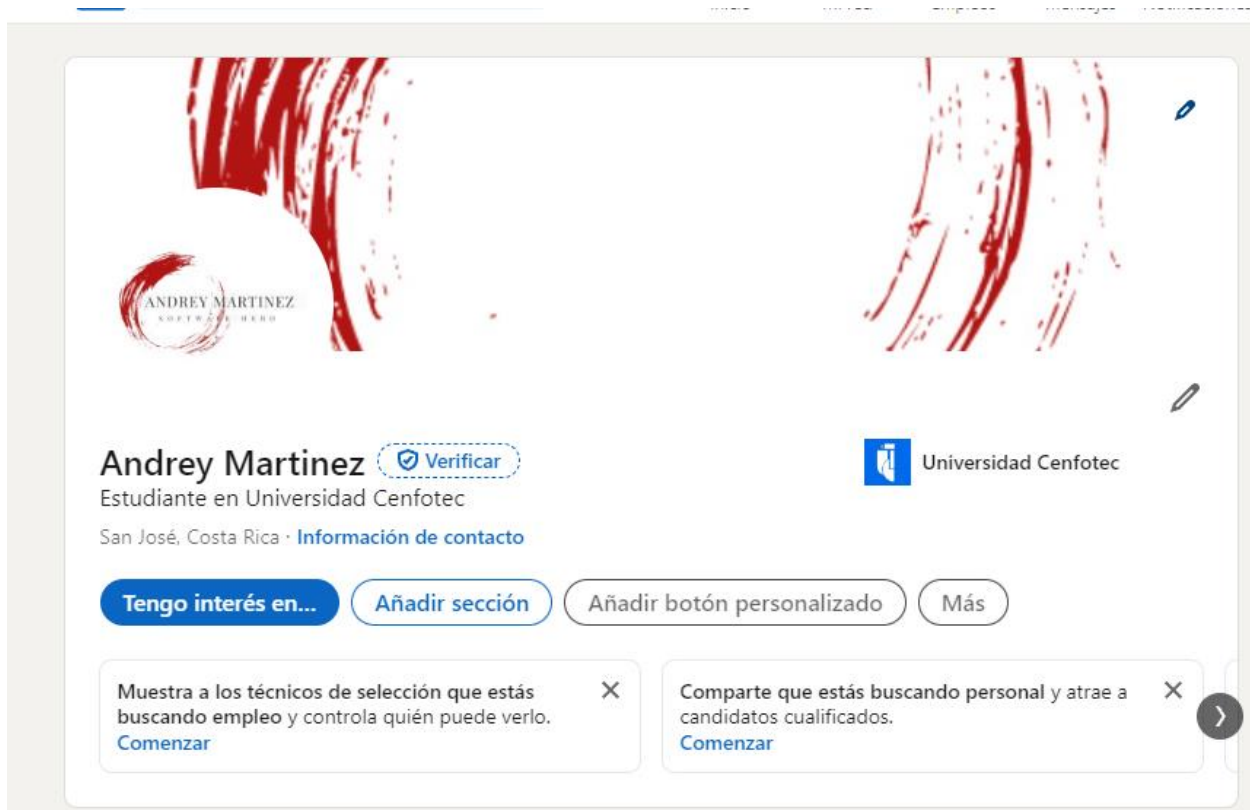 ANDREY MARTINEZ
SOFTWARE HERO
Andrey Martinez Verificar
Universidad Cenfotec
Estudiante en Universidad Cenfotec
San José, Costa Rica · Información de contacto
Tengo interés en... Añadir sección Añadir botón personalizado Más
Muestra a los técnicos de selección que estás
buscando empleo y controla quién puede verlo.
Comenzar
Comparte que estás buscando personal y atrae a
candidatos cualificados.
Comenzar